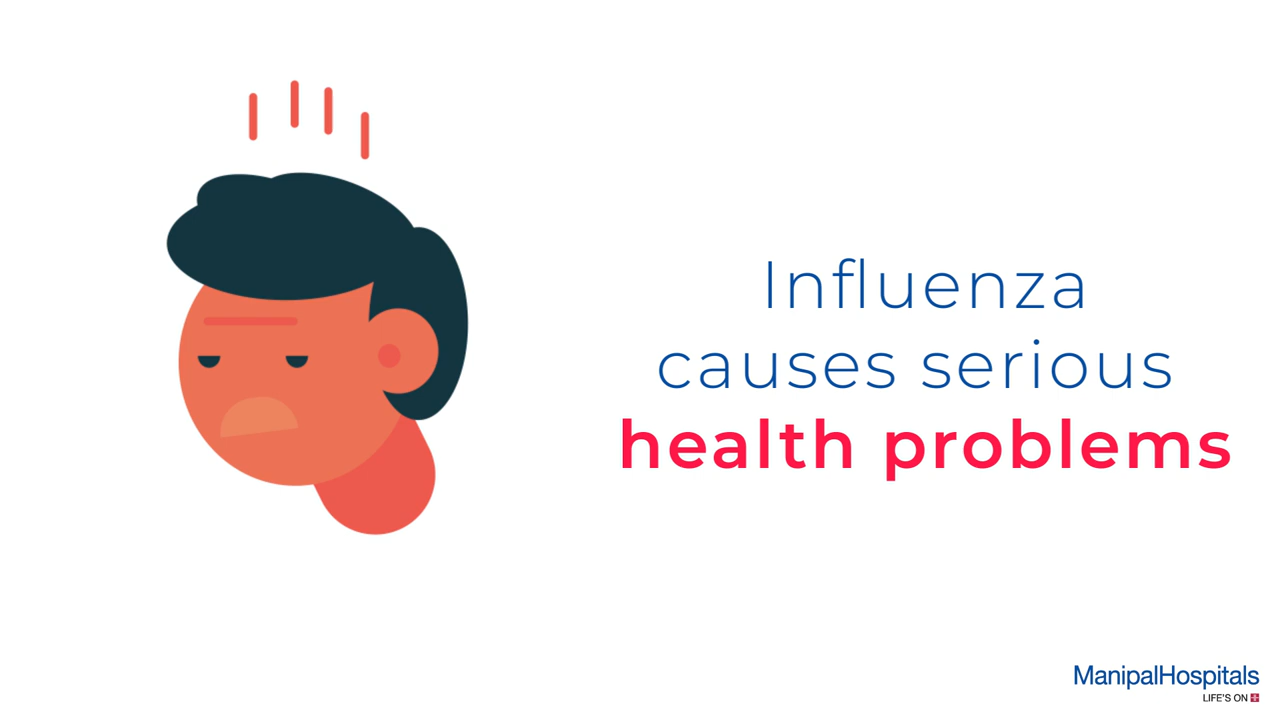 Influenza
causes serious
health problems
ManipalHospitals
LIFE'S ON